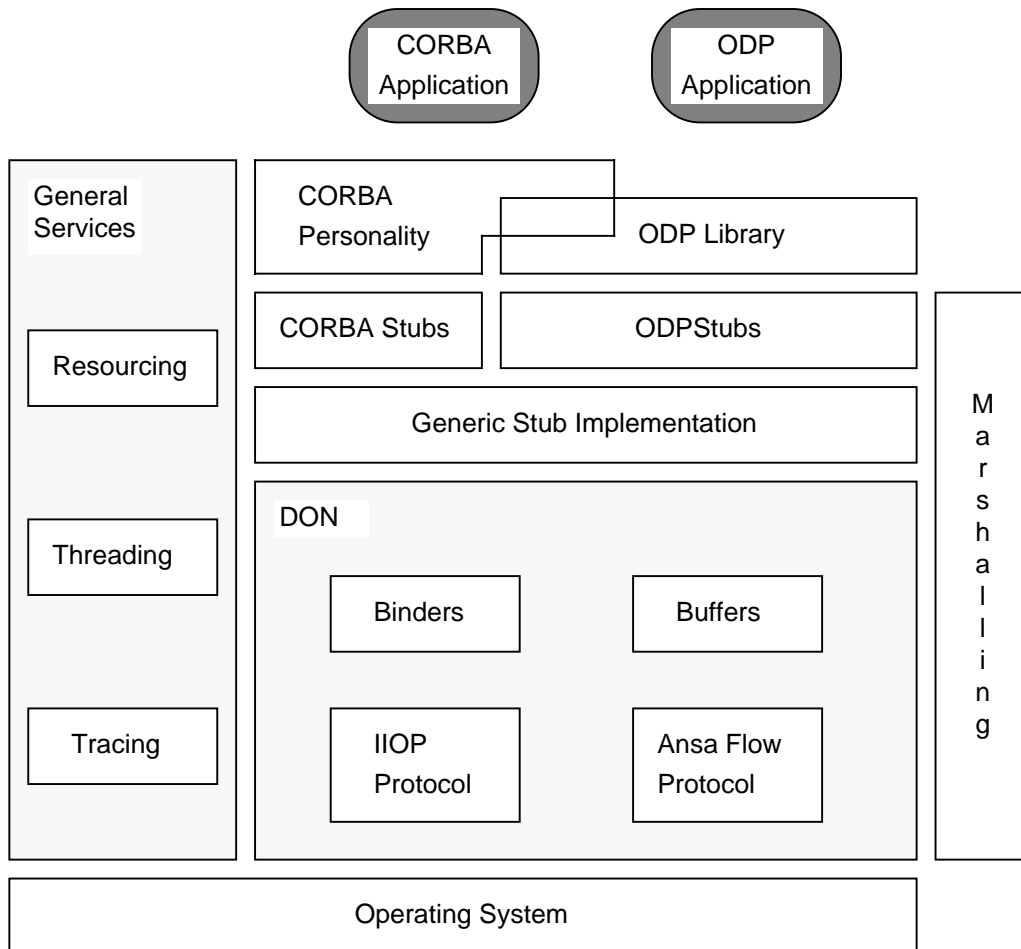 CORBA
Application
ODP
Application
General
Services
CORBA
Personality
ODP Library
CORBA Stubs
ODPStubs
Resourcing
Generic Stub Implementation
Marshalling
DON
Threading
Binders
Buffers
Tracing
IIOP
Protocol
Ansa Flow
Protocol
Operating System